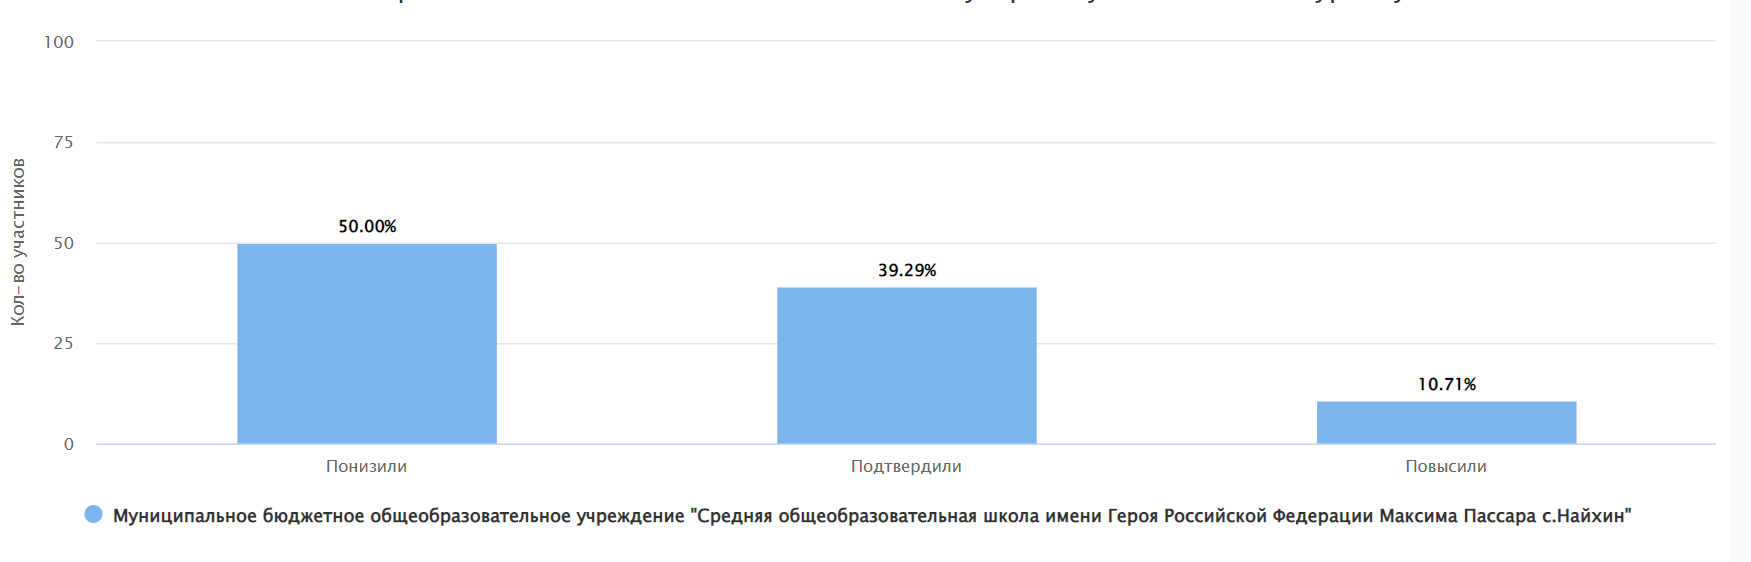 100
75
50
25
0
Кол-во участников
50.00%
39.29%
10.71%
Понизили
Подтвердили
Повысили
Муниципальное бюджетное общеобразовательное учреждение "Средняя общеобразовательная школа имени Героя Российской Федерации Максима Пассара с.Найхин"